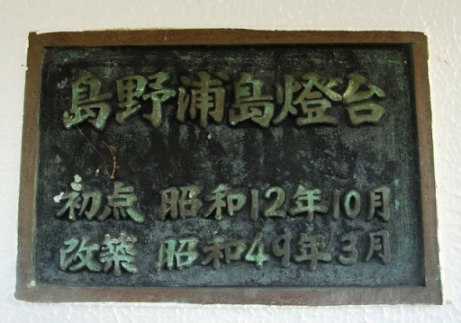 島野浦島燈台
初点 昭和12年10月
改築 昭和49年3月